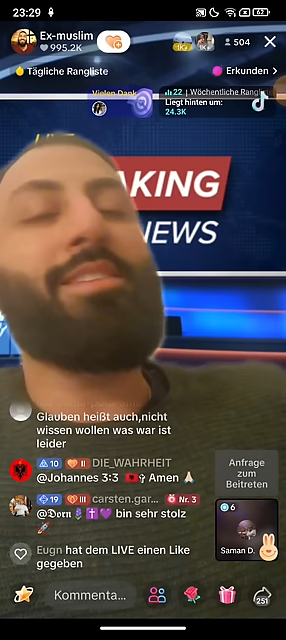 23:29
62
Ex-muslim
995.2K
504
Tägliche Rangliste
Erkunden >
Vielen Dank
22 | Wöchentliche Rangl
Liegt hinten um:
24.3K
AKING
NEWS
Glauben heißt auch,nicht
wissen wollen was war ist
leider
10 II DIE_WAHRHEIT
@Johannes 3:3 🇦🇱✞ Amen 🙏
19 III carsten.gar... Nr. 3
@𝕯𝖔𝖗𝖓 🪻✝️💜 bin sehr stolz
🚀
Eugn hat dem LIVE einen Like
gegeben
Anfrage
zum
Beitreten
6
Saman D.
Kommenta...
251